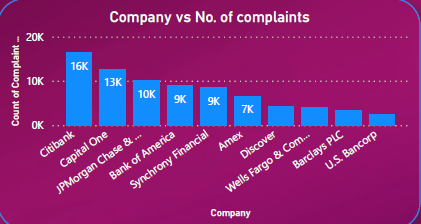 Company vs No. of complaints
Count of Complaint ...
20K
10K
0K
16K
13K
10K
9K
9K
7K
Citibank
Capital One
JPMorgan Chase & ...
Bank of America
Synchrony Financial
Amex
Discover
Wells Fargo & Com...
Barclays PLC
U.S. Bancorp
Company